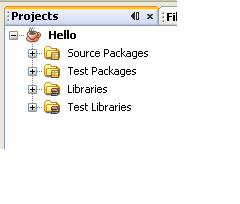 Projects
Fil
Hello
Source Packages
Test Packages
Libraries
Test Libraries